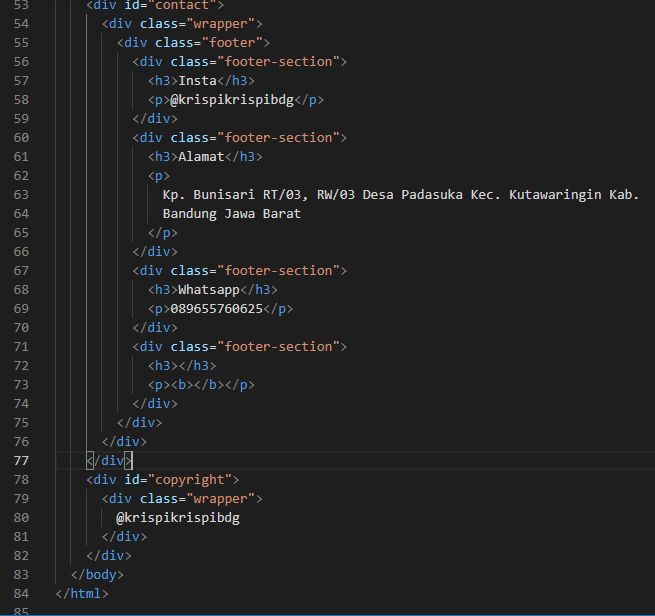 53 <div id="contact">
54 <div class="wrapper">
55 <div class="footer">
56 <div class="footer-section">
57 <h3>Insta</h3>
58 <p>@krispikrispibdg</p>
59 </div>
60 <div class="footer-section">
61 <h3>Alamat</h3>
62 <p>
63 Kp. Bunisari RT/03, RW/03 Desa Padasuka Kec. Kutawaringin Kab.
64 Bandung Jawa Barat
65 </p>
66 </div>
67 <div class="footer-section">
68 <h3>Whatsapp</h3>
69 <p>089655760625</p>
70 </div>
71 <div class="footer-section">
72 <h3></h3>
73 <p><b></b></p>
74 </div>
75 </div>
76 </div>
77 </div>
78 <div id="copyright">
79 <div class="wrapper">
80 @krispikrispibdg
81 </div>
82 </div>
83 </body>
84 </html>
85